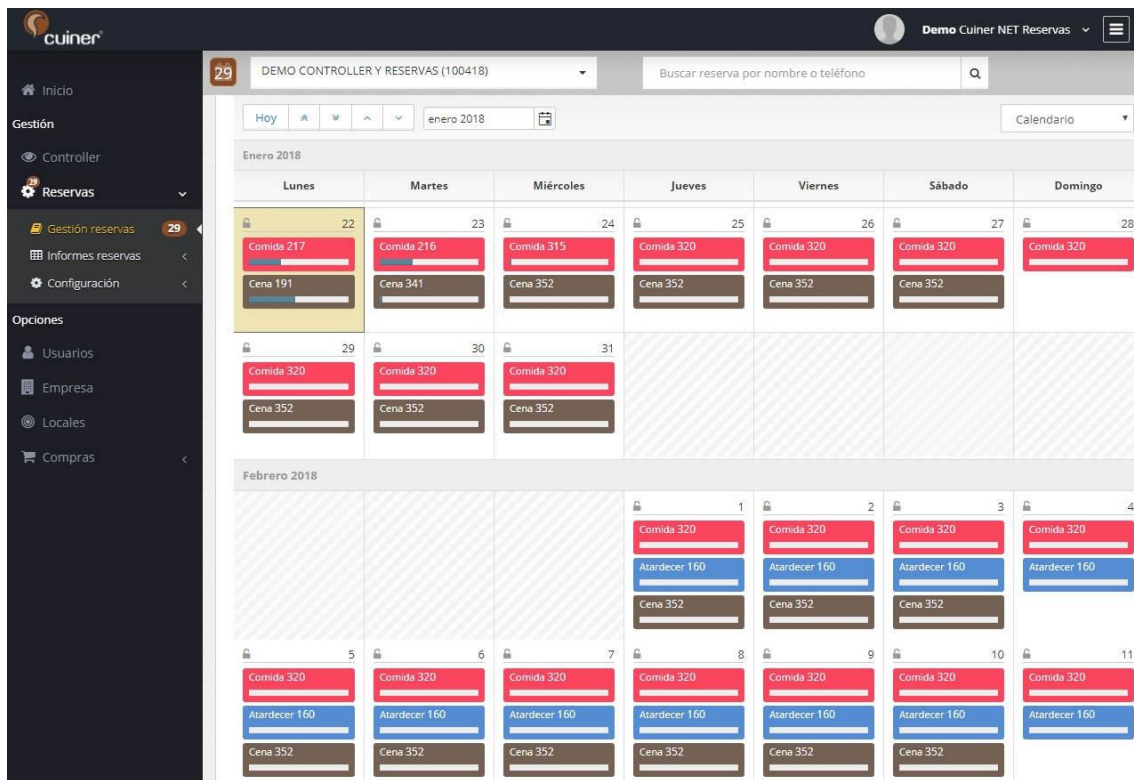 cuiner
Demo Cuiner NET Reservas
29 DEMO CONTROLLER Y RESERVAS (100418) Buscar reserva por nombre o teléfono
Inicio
Gestión
Controller
29
Reservas
Gestión reservas 29
Informes reservas
Configuración
Opciones
Usuarios
Empresa
Locales
Compras
Hoy enero 2018 Calendario
Enero 2018
Lunes Martes Miércoles Jueves Viernes Sábado Domingo
22 23 24 25 26 27 28
Comida 217 Comida 216 Comida 315 Comida 320 Comida 320 Comida 320 Comida 320
Cena 191 Cena 341 Cena 352 Cena 352 Cena 352 Cena 352
29 30 31
Comida 320 Comida 320 Comida 320
Cena 352 Cena 352 Cena 352
Febrero 2018
1 2 3 4
Comida 320 Comida 320 Comida 320 Comida 320
Atardecer 160 Atardecer 160 Atardecer 160 Atardecer 160
Cena 352 Cena 352 Cena 352
5 6 7 8 9 10 11
Comida 320 Comida 320 Comida 320 Comida 320 Comida 320 Comida 320 Comida 320
Atardecer 160 Atardecer 160 Atardecer 160 Atardecer 160 Atardecer 160 Atardecer 160 Atardecer 160
Cena 352 Cena 352 Cena 352 Cena 352 Cena 352 Cena 352